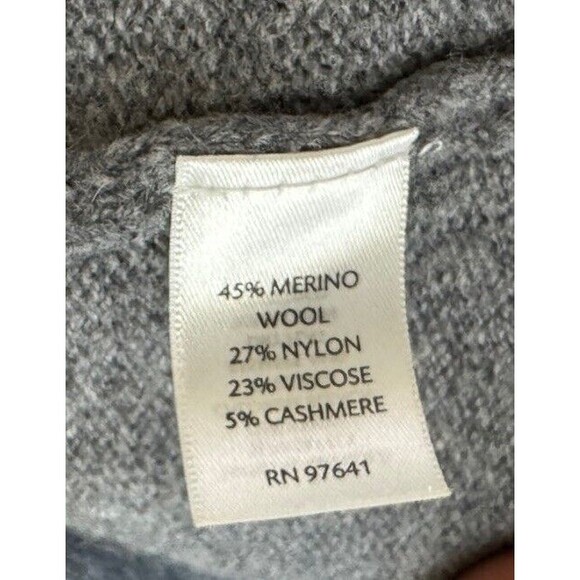 45% MERINO
WOOL
27% NYLON
23% VISCOSE
5% CASHMERE
RN 97641